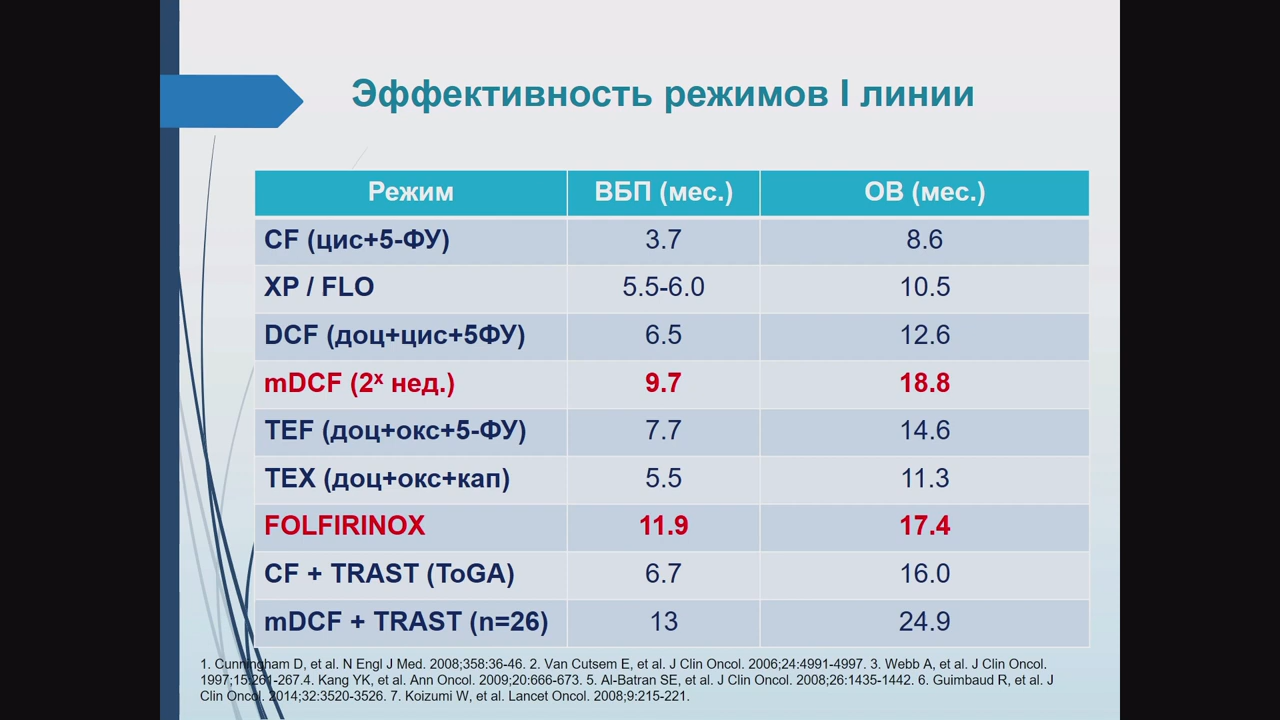 Эффективность режимов I линии
Режим ВБП (мес.) ОВ (мес.)
CF (цис+5-ФУ) 3.7 8.6
XP / FLO 5.5-6.0 10.5
DCF (доц+цис+5ФУ) 6.5 12.6
mDCF (2х нед.) 9.7 18.8
TEF (доц+окс+5-ФУ) 7.7 14.6
TEX (доц+окс+кап) 5.5 11.3
FOLFIRINOX 11.9 17.4
CF + TRAST (ToGA) 6.7 16.0
mDCF + TRAST (n=26) 13 24.9
1. Cunningham D, et al. N Engl J Med. 2008;358:36-46. 2. Van Cutsem E, et al. J Clin Oncol. 2006;24:4991-4997. 3. Webb A, et al. J Clin Oncol.
1997;15:261-267.4. Kang YK, et al. Ann Oncol. 2009;20:666-673. 5. Al-Batran SE, et al. J Clin Oncol. 2008;26:1435-1442. 6. Guimbaud R, et al. J
Clin Oncol. 2014;32:3520-3526. 7. Koizumi W, et al. Lancet Oncol. 2008;9:215-221.